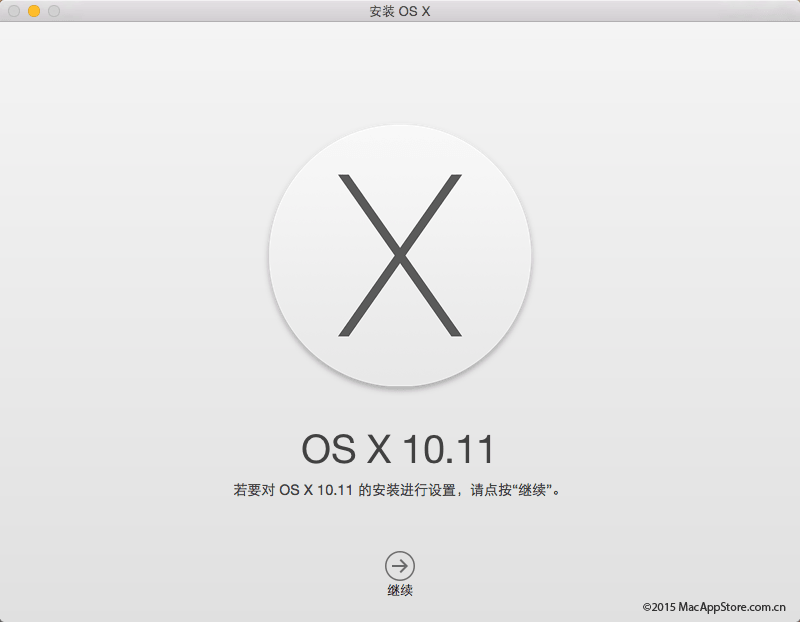 安装 OS X
X
OS X 10.11
若要对 OS X 10.11 的安装进行设置，请点按“继续”。
继续
©2015 MacAppStore.com.cn